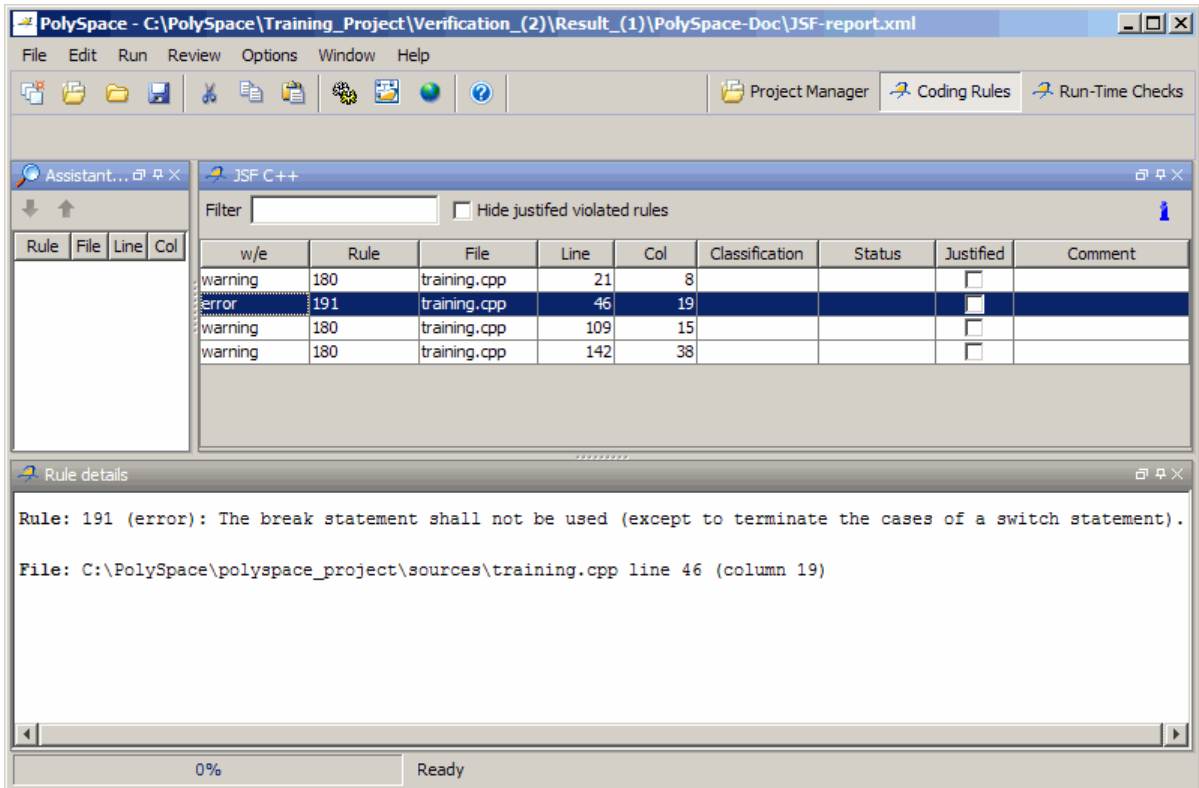 PolySpace - C:\PolySpace\Training_Project\Verification_(2)\Result_(1)\PolySpace-Doc\JSF-report.xml
File Edit Run Review Options Window Help
Project Manager Coding Rules Run-Time Checks
Assistant... JSF C++
Filter Hide justifed violated rules
Rule File Line Col
w/e Rule File Line Col Classification Status Justified Comment
warning 180 training.cpp 21 8
error 191 training.cpp 46 19
warning 180 training.cpp 109 15
warning 180 training.cpp 142 38
Rule details
Rule: 191 (error): The break statement shall not be used (except to terminate the cases of a switch statement).
File: C:\PolySpace\polyspace_project\sources\training.cpp line 46 (column 19)
0% Ready